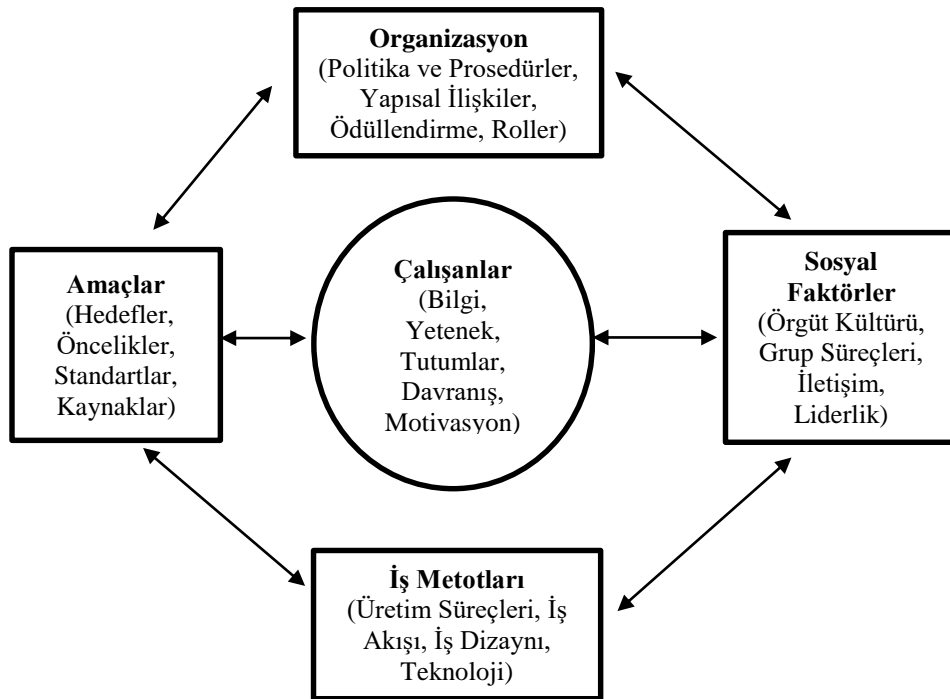 Organizasyon
(Politika ve Prosedürler,
Yapısal İlişkiler,
Ödüllendirme, Roller)
Amaçlar
(Hedefler,
Öncelikler,
Standartlar,
Kaynaklar)
Çalışanlar
(Bilgi,
Yetenek,
Tutumlar,
Davranış,
Motivasyon)
Sosyal
Faktörler
(Örgüt Kültürü,
Grup Süreçleri,
İletişim,
Liderlik)
İş Metotları
(Üretim Süreçleri, İş
Akışı, İş Dizaynı,
Teknoloji)